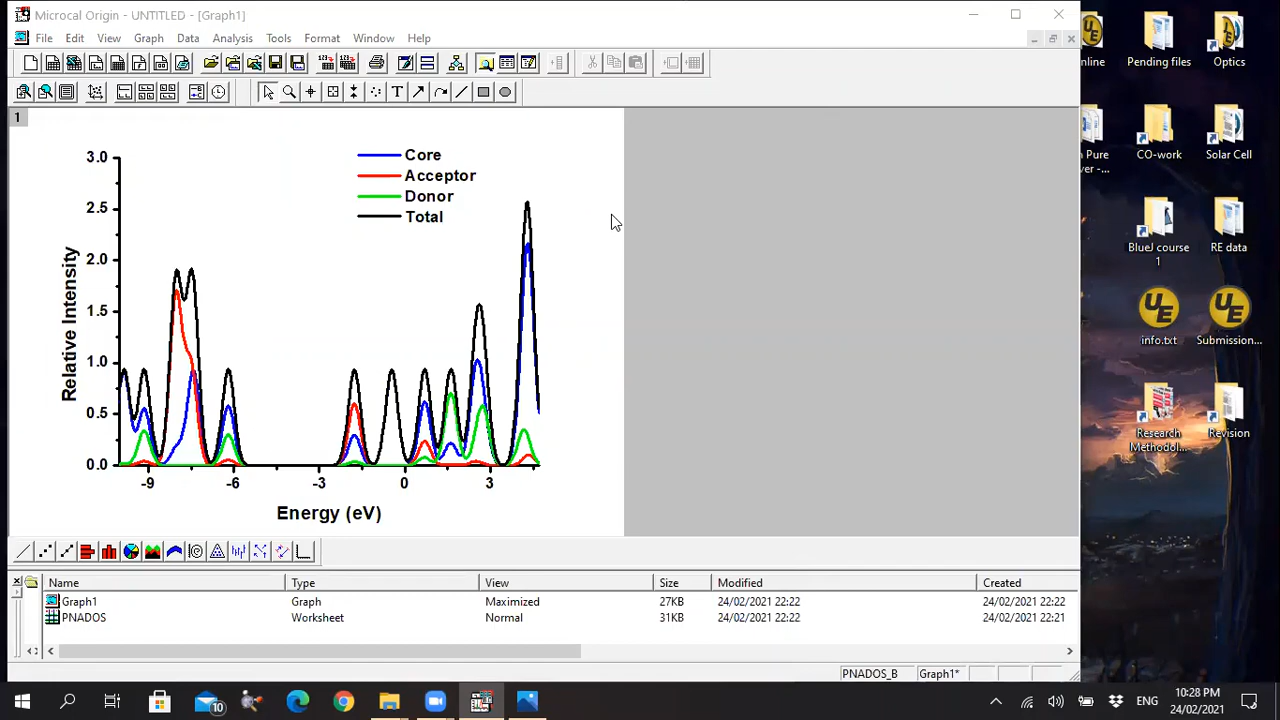 Microcal Origin - UNTITLED - [Graph1]
File Edit View Graph Data Analysis Tools Format Window Help
1
Core
Acceptor
Donor
Total
3.0
2.5
2.0
1.5
1.0
0.5
0.0
Relative Intensity
-9 -6 -3 0 3
Energy (eV)
Name Type View Size Modified Created
Graph1 Graph Maximized 27KB 24/02/2021 22:22 24/02/2021 22:22
PNADOS Worksheet Normal 31KB 24/02/2021 22:22 24/02/2021 22:21
PNADOS_B Graph1*
nline
Pending files
Optics
n Pure
ver -...
CO-work
Solar Cell
BlueJ course
1
RE data
info.txt
Submission...
Research
Methodol...
Revision
10
ENG
10:28 PM
24/02/2021